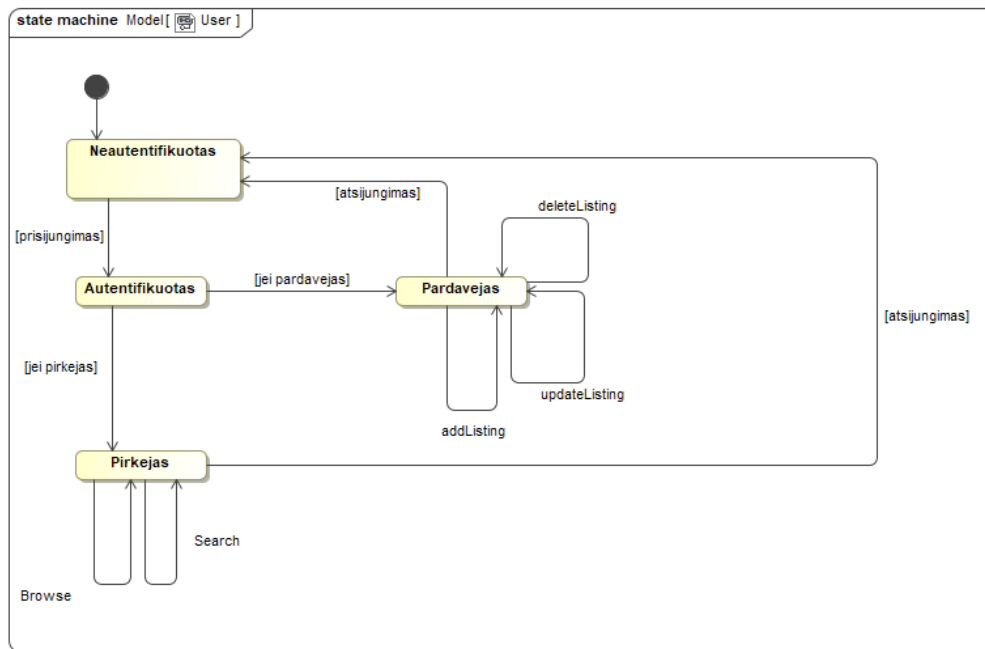 state machine Model[ User ]
Neautentifikuotas
[atsijungimas]
deleteListing
[prisijungimas]
[jei pardavejas]
Autentifikuotas
Pardavejas
[atsijungimas]
[jei pirkejas]
updateListing
addListing
Pirkejas
Search
Browse